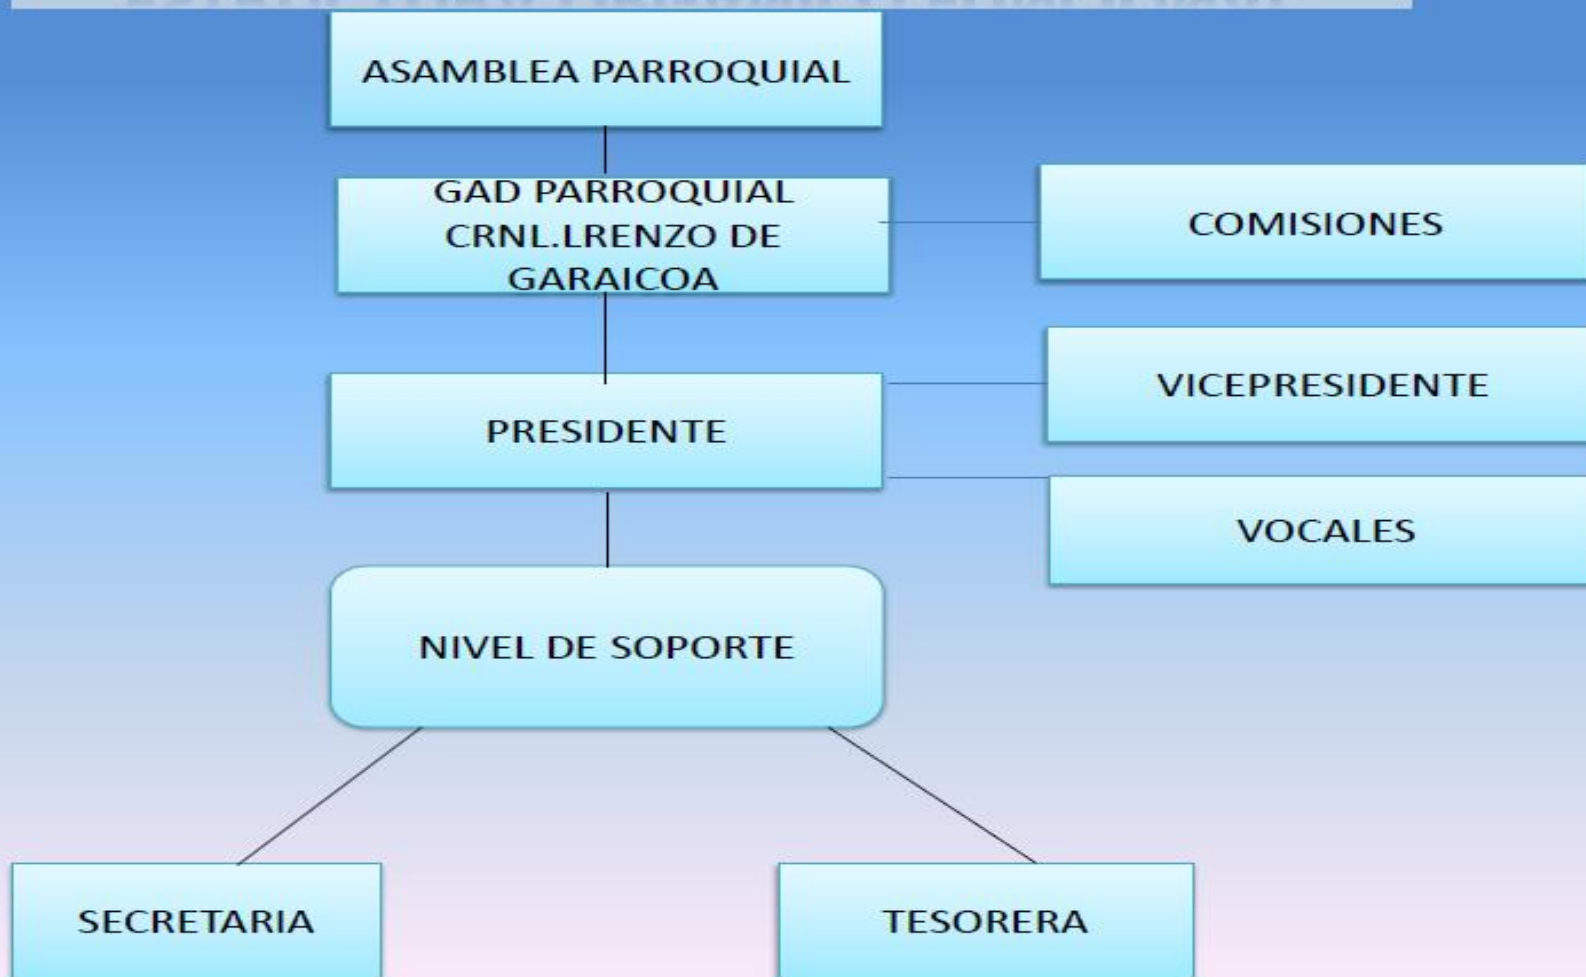 ASAMBLEA PARROQUIAL
GAD PARROQUIAL
CRNL.LRENZO DE
GARAICOA
COMISIONES
PRESIDENTE
VICEPRESIDENTE
VOCALES
NIVEL DE SOPORTE
SECRETARIA
TESORERA